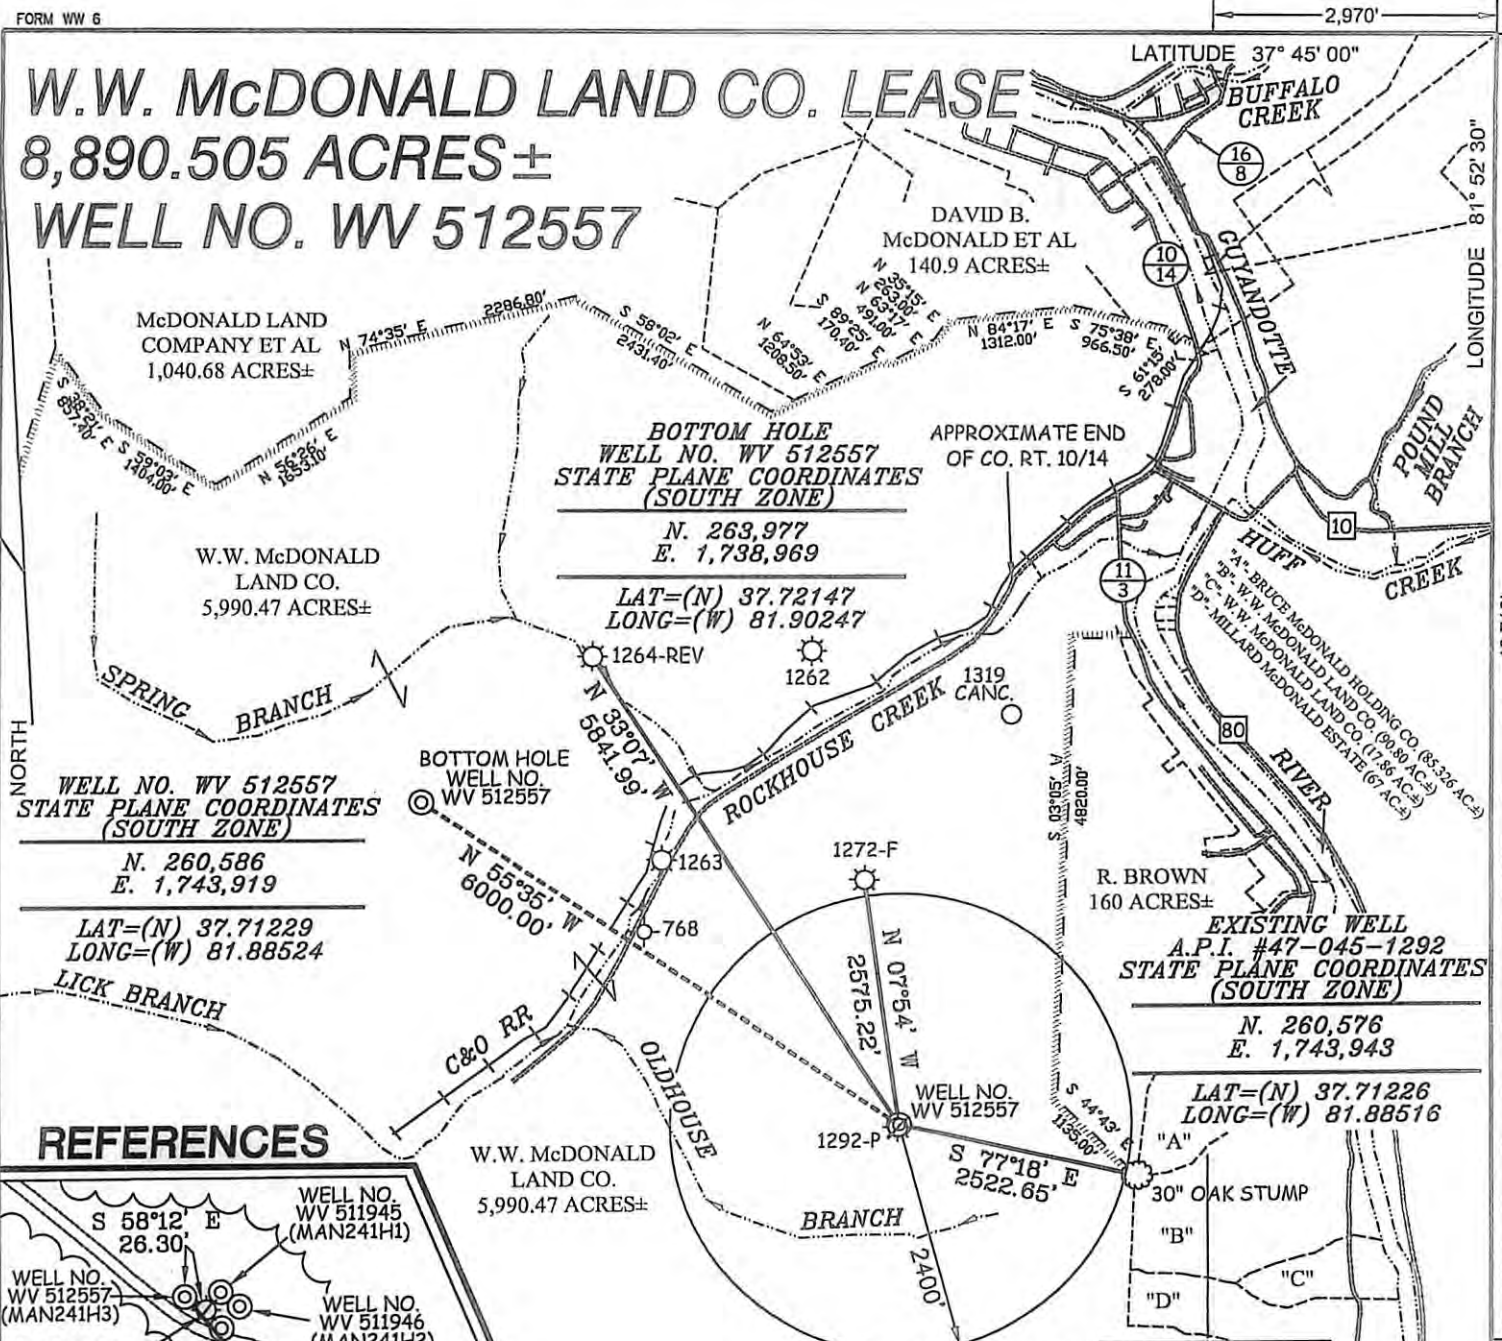 FORM WW 6
2,970'
LATITUDE 37° 45' 00"
W.W. McDONALD LAND CO. LEASE
8,890.505 ACRES±
WELL NO. WV 512557
BUFFALO
CREEK
16
8
LONGITUDE 81° 52' 30"
DAVID B.
McDONALD ET AL
140.9 ACRES±
10
14
GUYANDOTTE
McDONALD LAND
COMPANY ET AL
1,040.68 ACRES±
N 74°35' E
2286.80'
S 58°02' E
2431.40'
N 64°53' E
1208.50'
S 89°25' E
170.40'
N 63°17' E
491.00'
N 35°15' E
263.00'
N 84°17' E
1312.00'
S 75°38' E
966.50'
S 61°15' E
278.00'
S 38°21' E
857.40'
S 59°03' E
1404.00'
N 56°26' E
1653.10'
BOTTOM HOLE
WELL NO. WV 512557
STATE PLANE COORDINATES
(SOUTH ZONE)
N. 263,977
E. 1,738,969
LAT=(N) 37.72147
LONG=(W) 81.90247
APPROXIMATE END
OF CO. RT. 10/14
POUND
MILL
BRANCH
10
HUFF
CREEK
11
3
W.W. McDONALD
LAND CO.
5,990.47 ACRES±
"A"- BRUCE McDONALD HOLDING CO. (85.326 AC.±)
"B"- W.W. McDONALD LAND CO. (90.80 AC.±)
"C"- W.W. McDONALD LAND CO. (17.86 AC.±)
"D"- MILLARD McDONALD ESTATE (67 AC.±)
1264-REV
1262
1319
CANC.
SPRING
BRANCH
NORTH
N 33°07' W
5841.99'
ROCKHOUSE CREEK
80
RIVER
BOTTOM HOLE
WELL NO.
WV 512557
WELL NO. WV 512557
STATE PLANE COORDINATES
(SOUTH ZONE)
N. 260,586
E. 1,743,919
LAT=(N) 37.71229
LONG=(W) 81.88524
S 03°05' W
4820.00'
1263
1272-F
N 55°35' W
6000.00'
768
R. BROWN
160 ACRES±
EXISTING WELL
A.P.I. #47-045-1292
STATE PLANE COORDINATES
(SOUTH ZONE)
N. 260,576
E. 1,743,943
LAT=(N) 37.71226
LONG=(W) 81.88516
N 07°54' W
2575.22'
LICK BRANCH
C&O RR
OLDHOUSE
WELL NO.
WV 512557
1292-P
S 44°43' E
1135.00'
S 77°18' E
2522.65'
"A"
30" OAK STUMP
"B"
"C"
"D"
W.W. McDONALD
LAND CO.
5,990.47 ACRES±
BRANCH
2400'
REFERENCES
S 58°12' E
26.30'
WELL NO.
WV 511945
(MAN241H1)
WELL NO.
WV 512557
(MAN241H3)
WELL NO.
WV 511946
(MAN241H2)